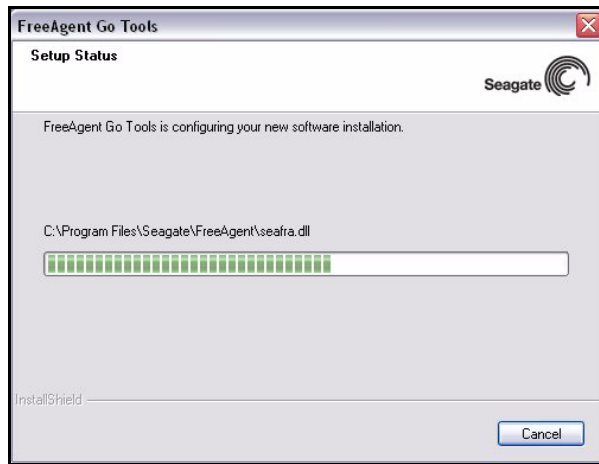 FreeAgent Go Tools
Setup Status
Seagate
FreeAgent Go Tools is configuring your new software installation.
C:\Program Files\Seagate\FreeAgent\seafra.dll
InstallShield
Cancel